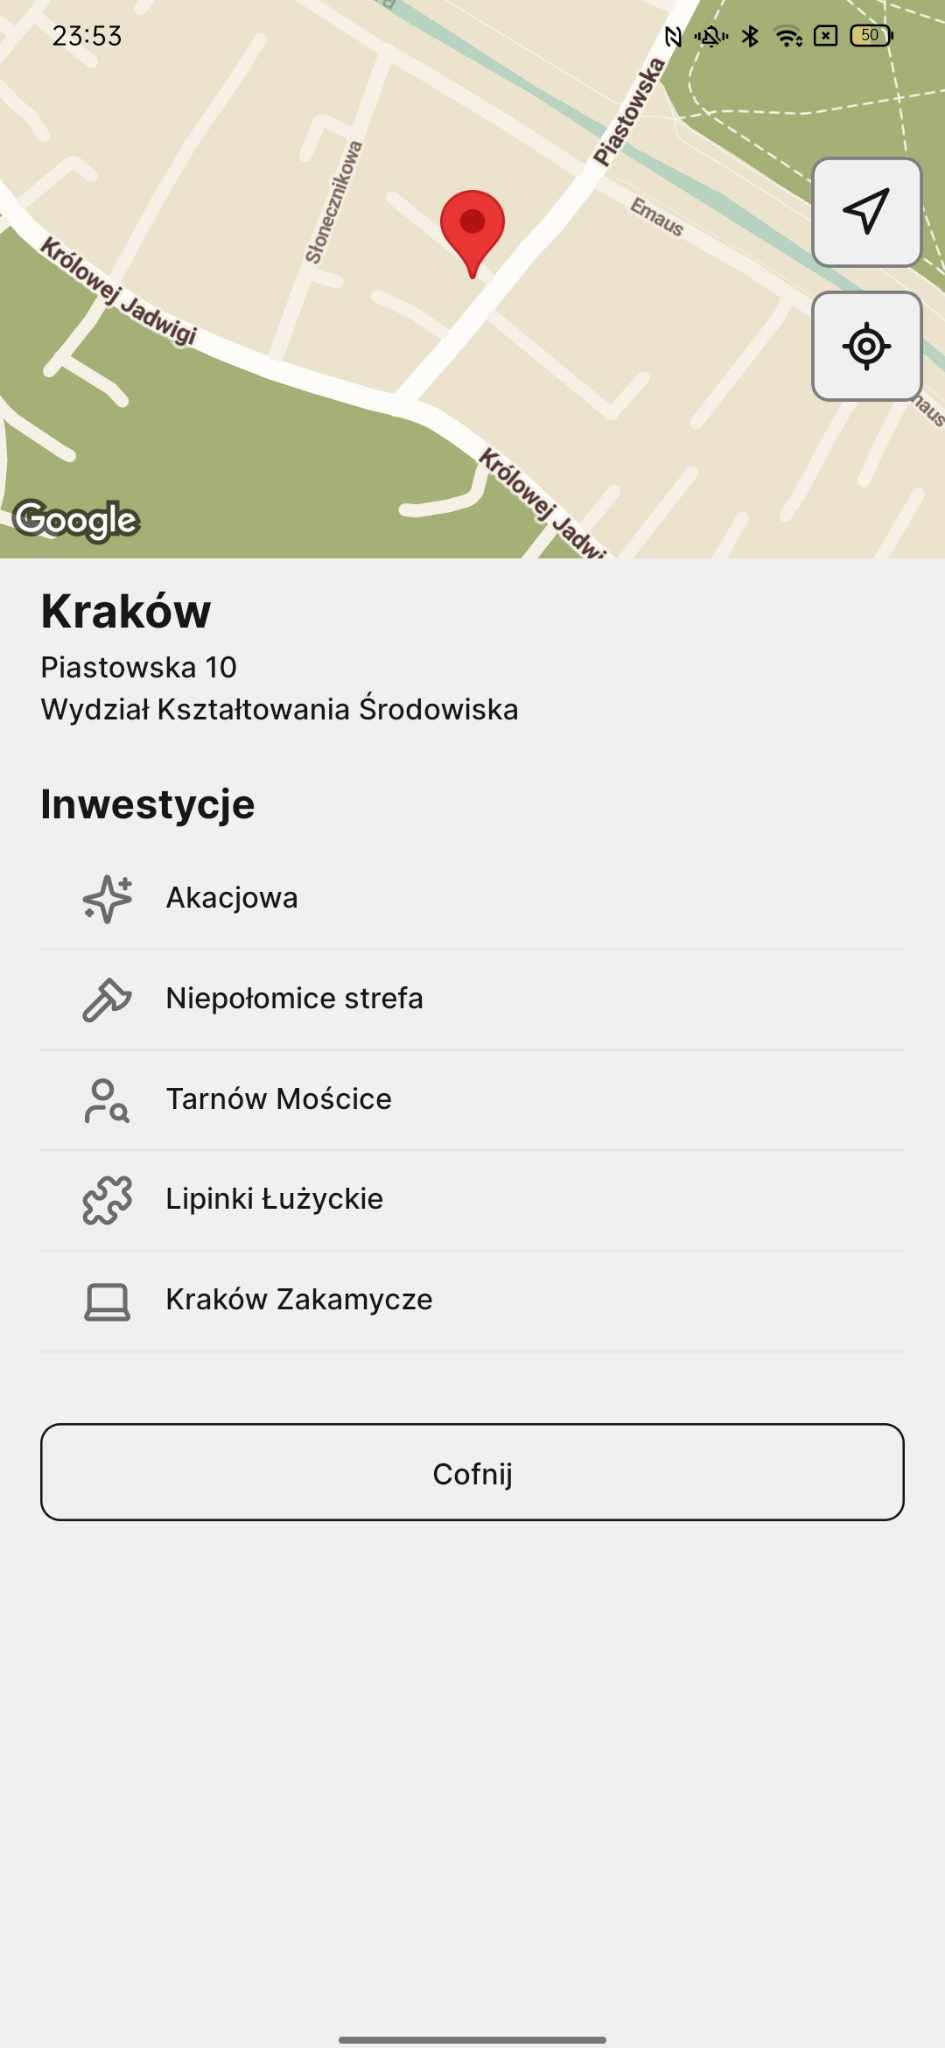 23:53
50
Piastowska
Słonecznikowa
Emaus
Królowej Jadwigi
Królowej Jadwi
naus
Google
Kraków
Piastowska 10
Wydział Kształtowania Środowiska
Inwestycje
Akacjowa
Niepołomice strefa
Tarnów Mościce
Lipinki Łużyckie
Kraków Zakamycze
Cofnij